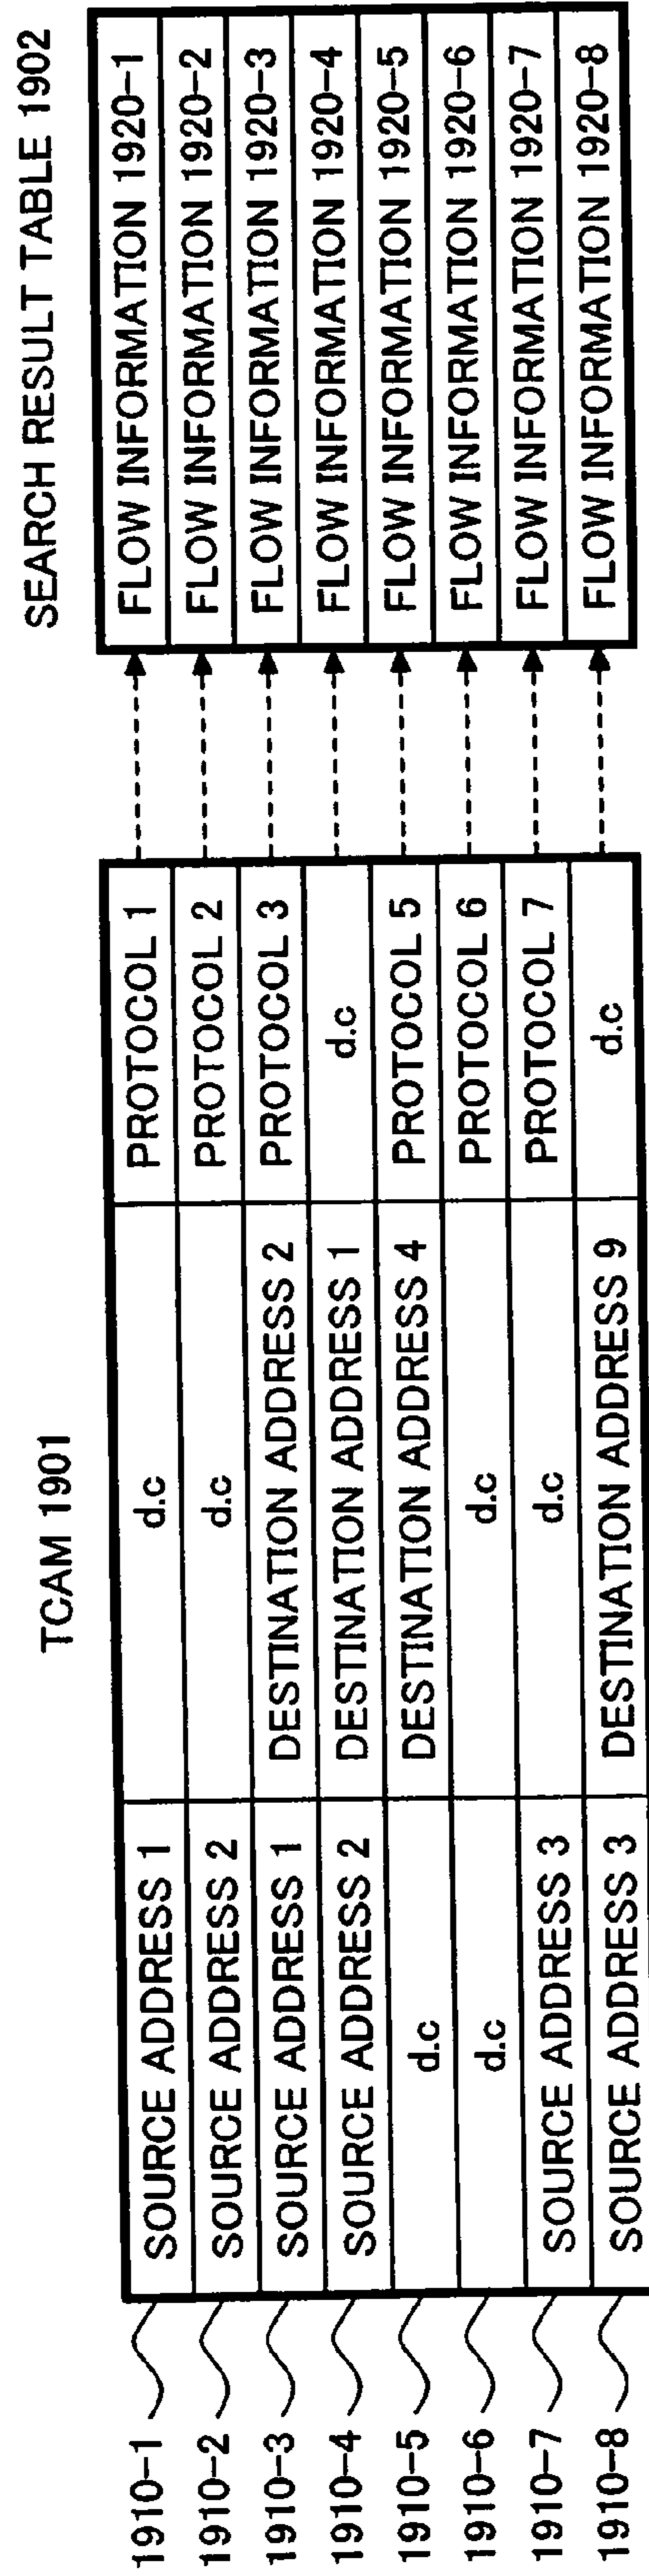 TCAM 1901
SEARCH RESULT TABLE 1902
1910-1 SOURCE ADDRESS 1 d.c PROTOCOL 1 FLOW INFORMATION 1920-1
1910-2 SOURCE ADDRESS 2 d.c PROTOCOL 2 FLOW INFORMATION 1920-2
1910-3 SOURCE ADDRESS 1 DESTINATION ADDRESS 2 PROTOCOL 3 FLOW INFORMATION 1920-3
1910-4 SOURCE ADDRESS 2 DESTINATION ADDRESS 1 d.c FLOW INFORMATION 1920-4
1910-5 d.c DESTINATION ADDRESS 4 PROTOCOL 5 FLOW INFORMATION 1920-5
1910-6 d.c d.c PROTOCOL 6 FLOW INFORMATION 1920-6
1910-7 SOURCE ADDRESS 3 d.c PROTOCOL 7 FLOW INFORMATION 1920-7
1910-8 SOURCE ADDRESS 3 DESTINATION ADDRESS 9 d.c FLOW INFORMATION 1920-8